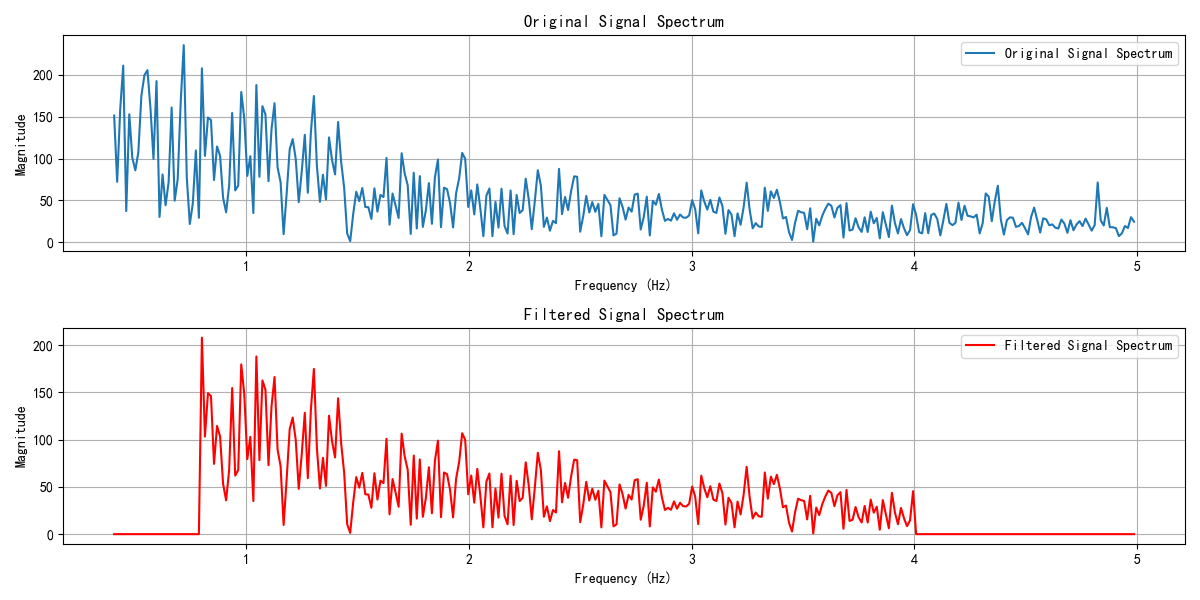 Original Signal Spectrum
Original Signal Spectrum
200
150
100
50
0
Magnitude
1
2
3
4
5
Frequency (Hz)
Filtered Signal Spectrum
Filtered Signal Spectrum
200
150
100
50
0
Magnitude
1
2
3
4
5
Frequency (Hz)